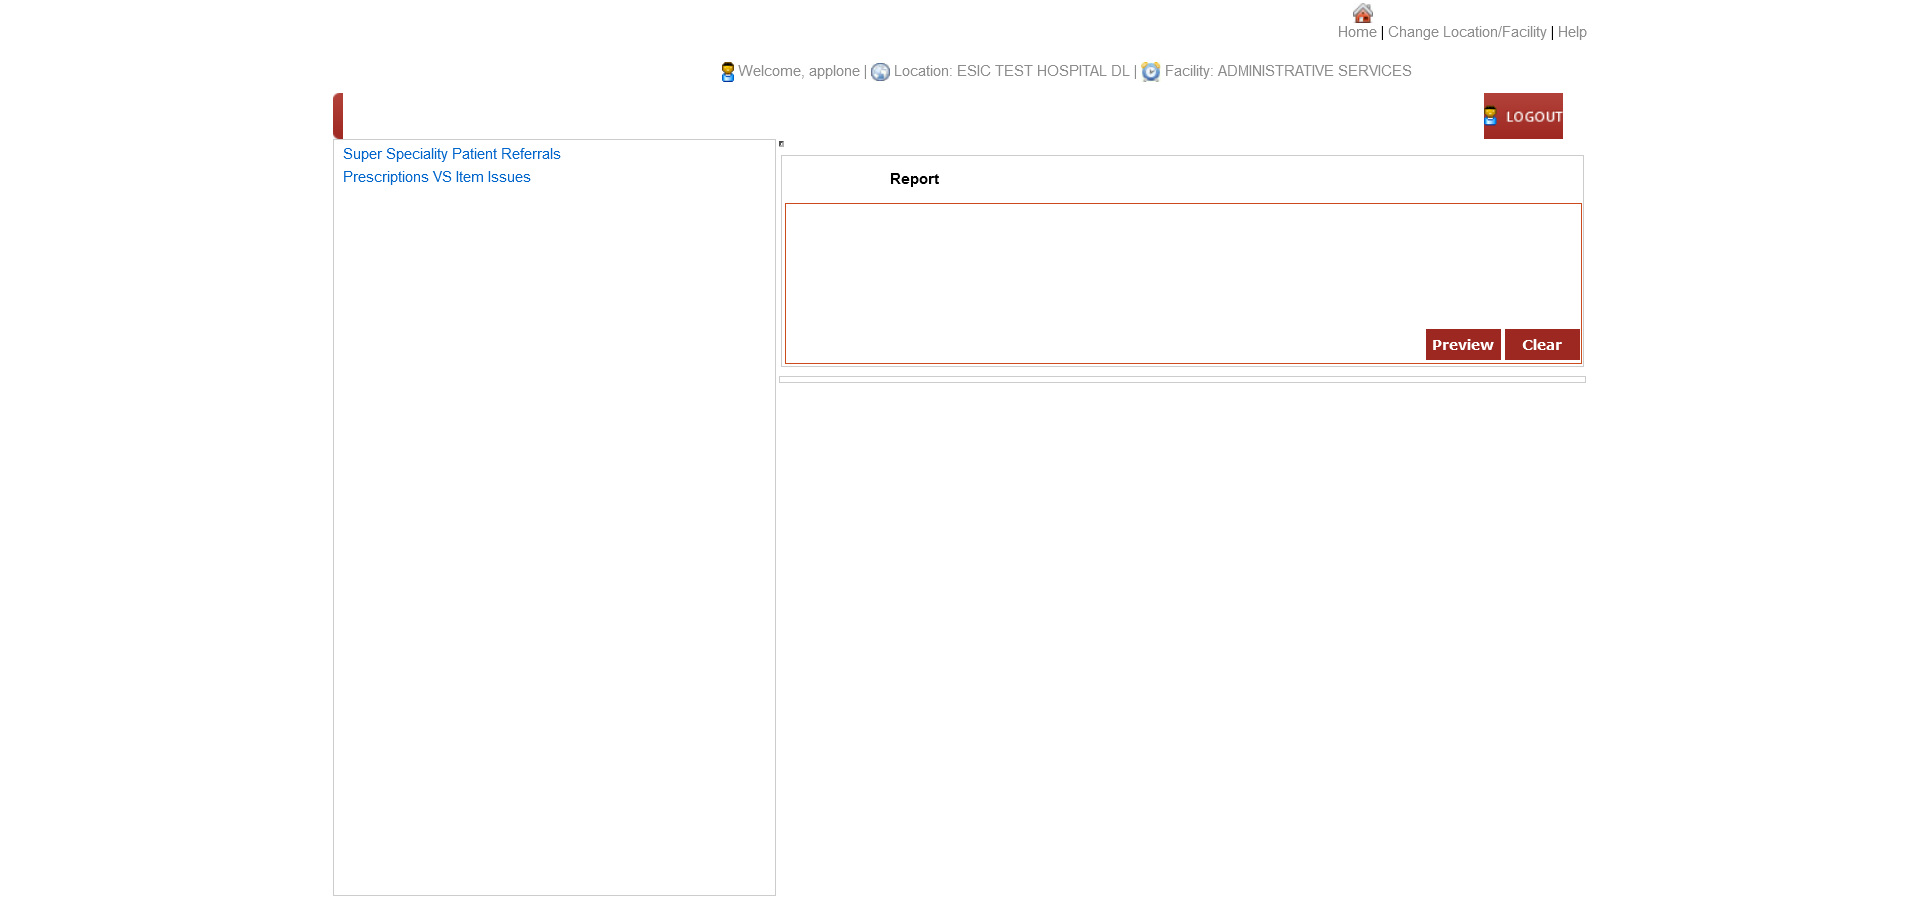 Home | Change Location/Facility | Help
Welcome, applone | Location: ESIC TEST HOSPITAL DL | Facility: ADMINISTRATIVE SERVICES
LOGOUT
Super Speciality Patient Referrals
Prescriptions VS Item Issues
Report
Preview Clear